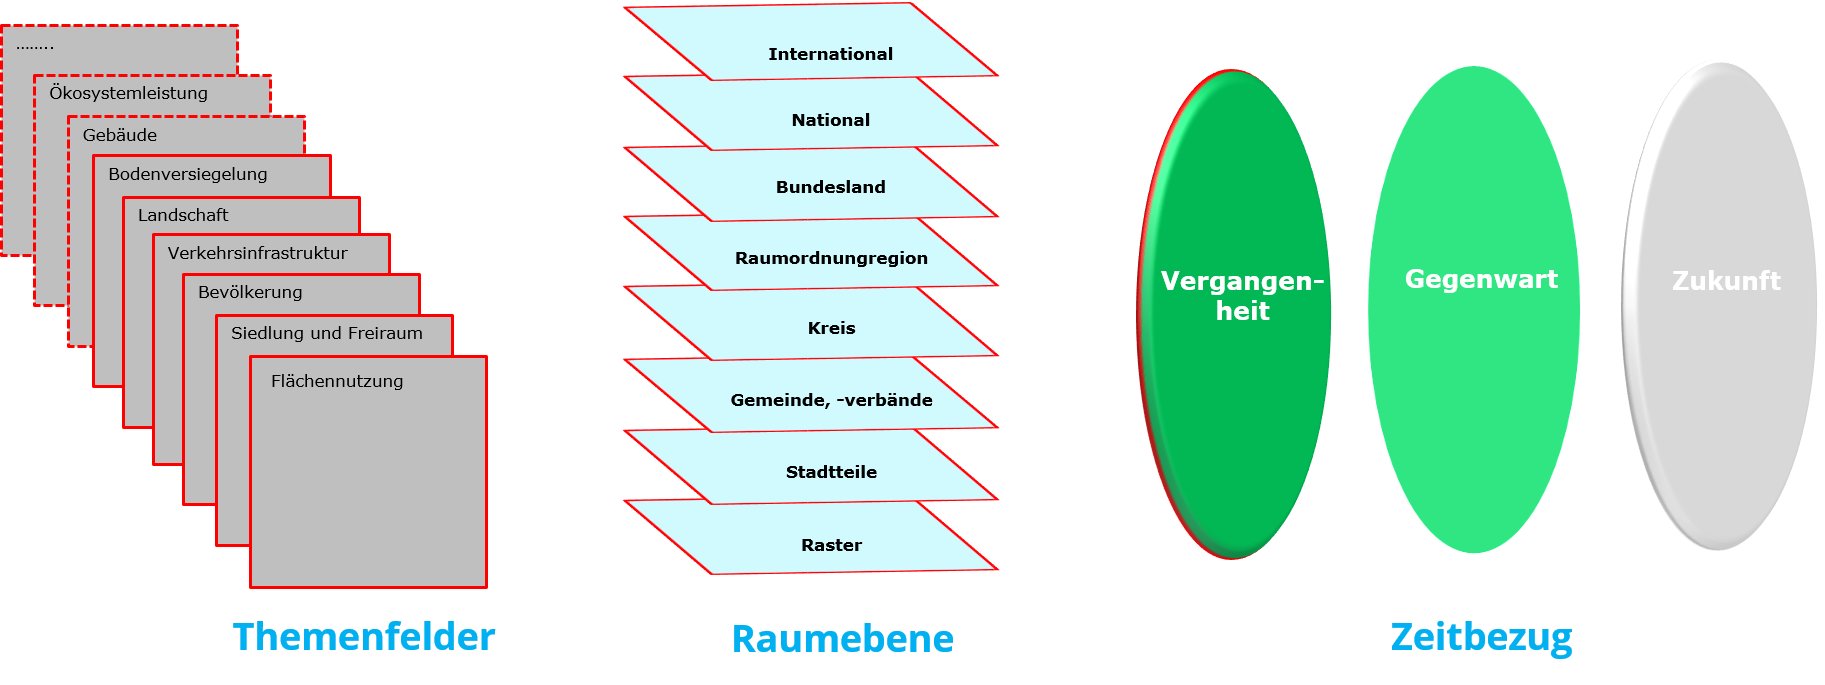 ……..
Ökosystemleistung
Gebäude
Bodenversiegelung
Landschaft
Verkehrsinfrastruktur
Bevölkerung
Siedlung und Freiraum
Flächennutzung
Themenfelder
International
National
Bundesland
Raumordnungregion
Kreis
Gemeinde, -verbände
Stadtteile
Raster
Raumebene
Vergangen-
heit
Gegenwart
Zukunft
Zeitbezug